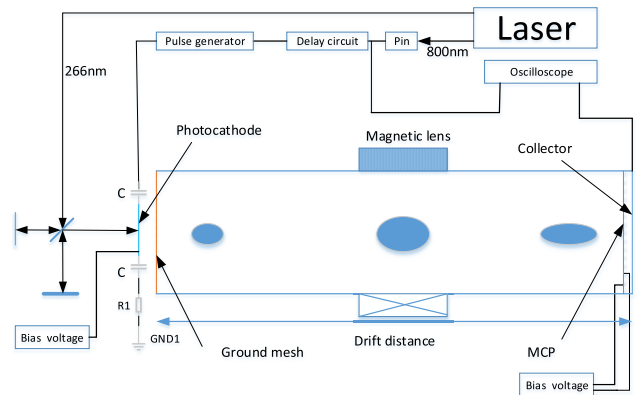 Laser
Pulse generator
Delay circuit
Pin
800nm
266nm
Oscilloscope
Photocathode
Magnetic lens
Collector
C
C
R1
Bias voltage
GND1
Ground mesh
Drift distance
MCP
Bias voltage